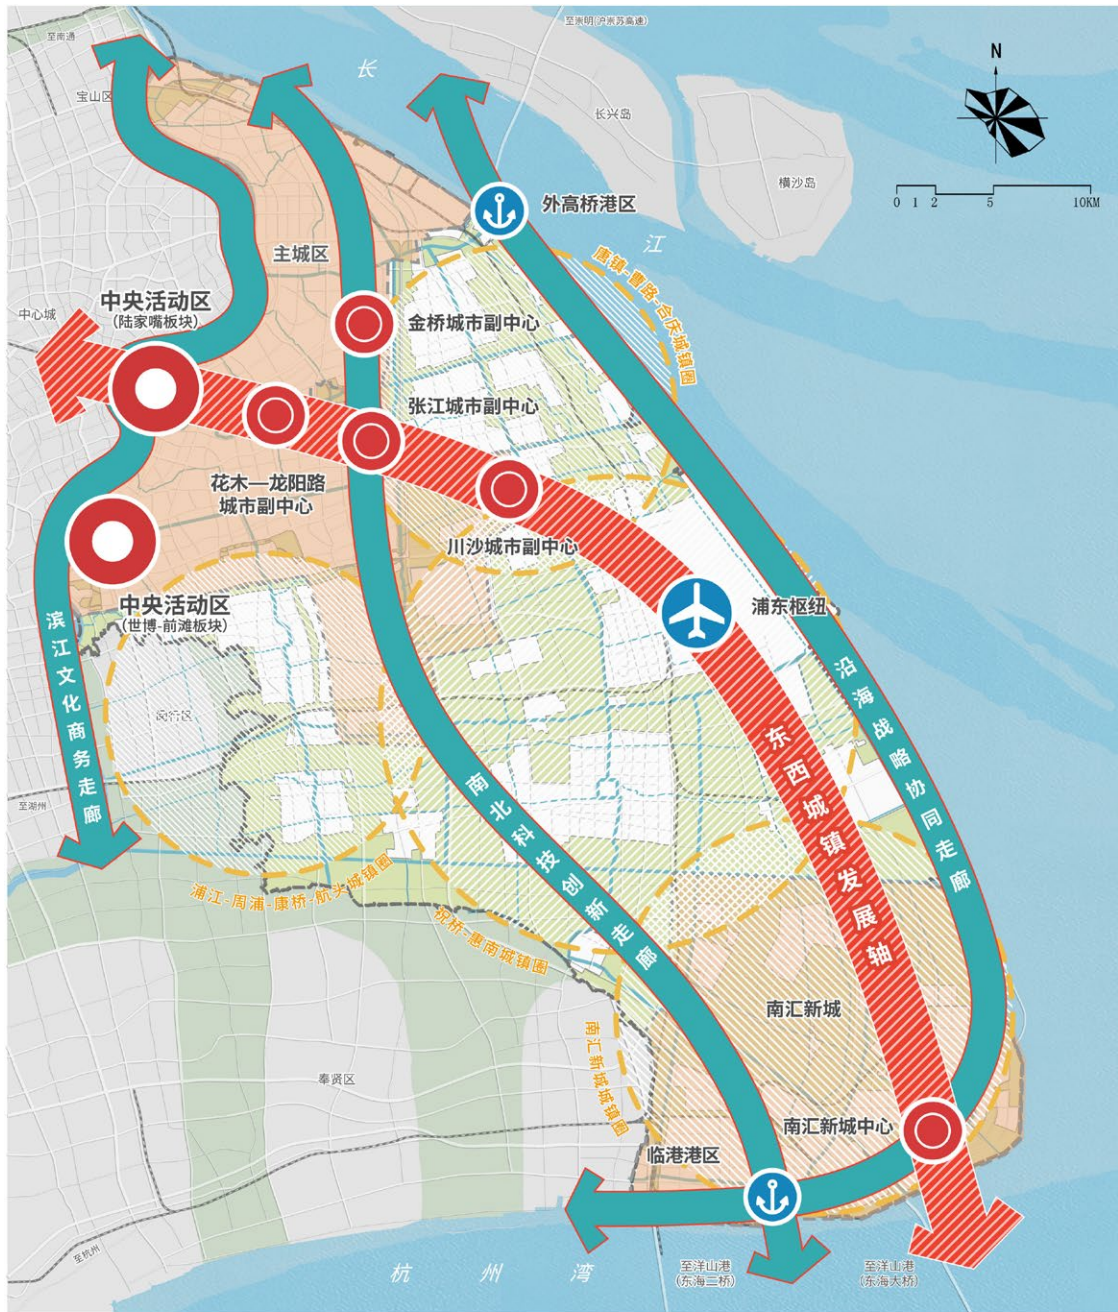 至崇明(沪崇苏高速)
至南通
长
N
宝山区
长兴岛
横沙岛
0 1 2 5 10KM
外高桥港区
江
主城区
唐镇-曹路-合庆城镇圈
中央活动区
(陆家嘴板块)
中心城
金桥城市副中心
张江城市副中心
花木—龙阳路
城市副中心
川沙城市副中心
中央活动区
(世博-前滩板块)
浦东枢纽
滨江文化商务走廊
沿海战略协同走廊
闵行区
东西城镇发展轴
南北科技创新走廊
至湖州
浦江-周浦-康桥-航头城镇圈
祝桥-惠南城镇圈
南汇新城
南汇新城城镇圈
奉贤区
南汇新城中心
临港港区
至杭州
杭州湾
至洋山港
(东海二桥)
至洋山港
(东海大桥)